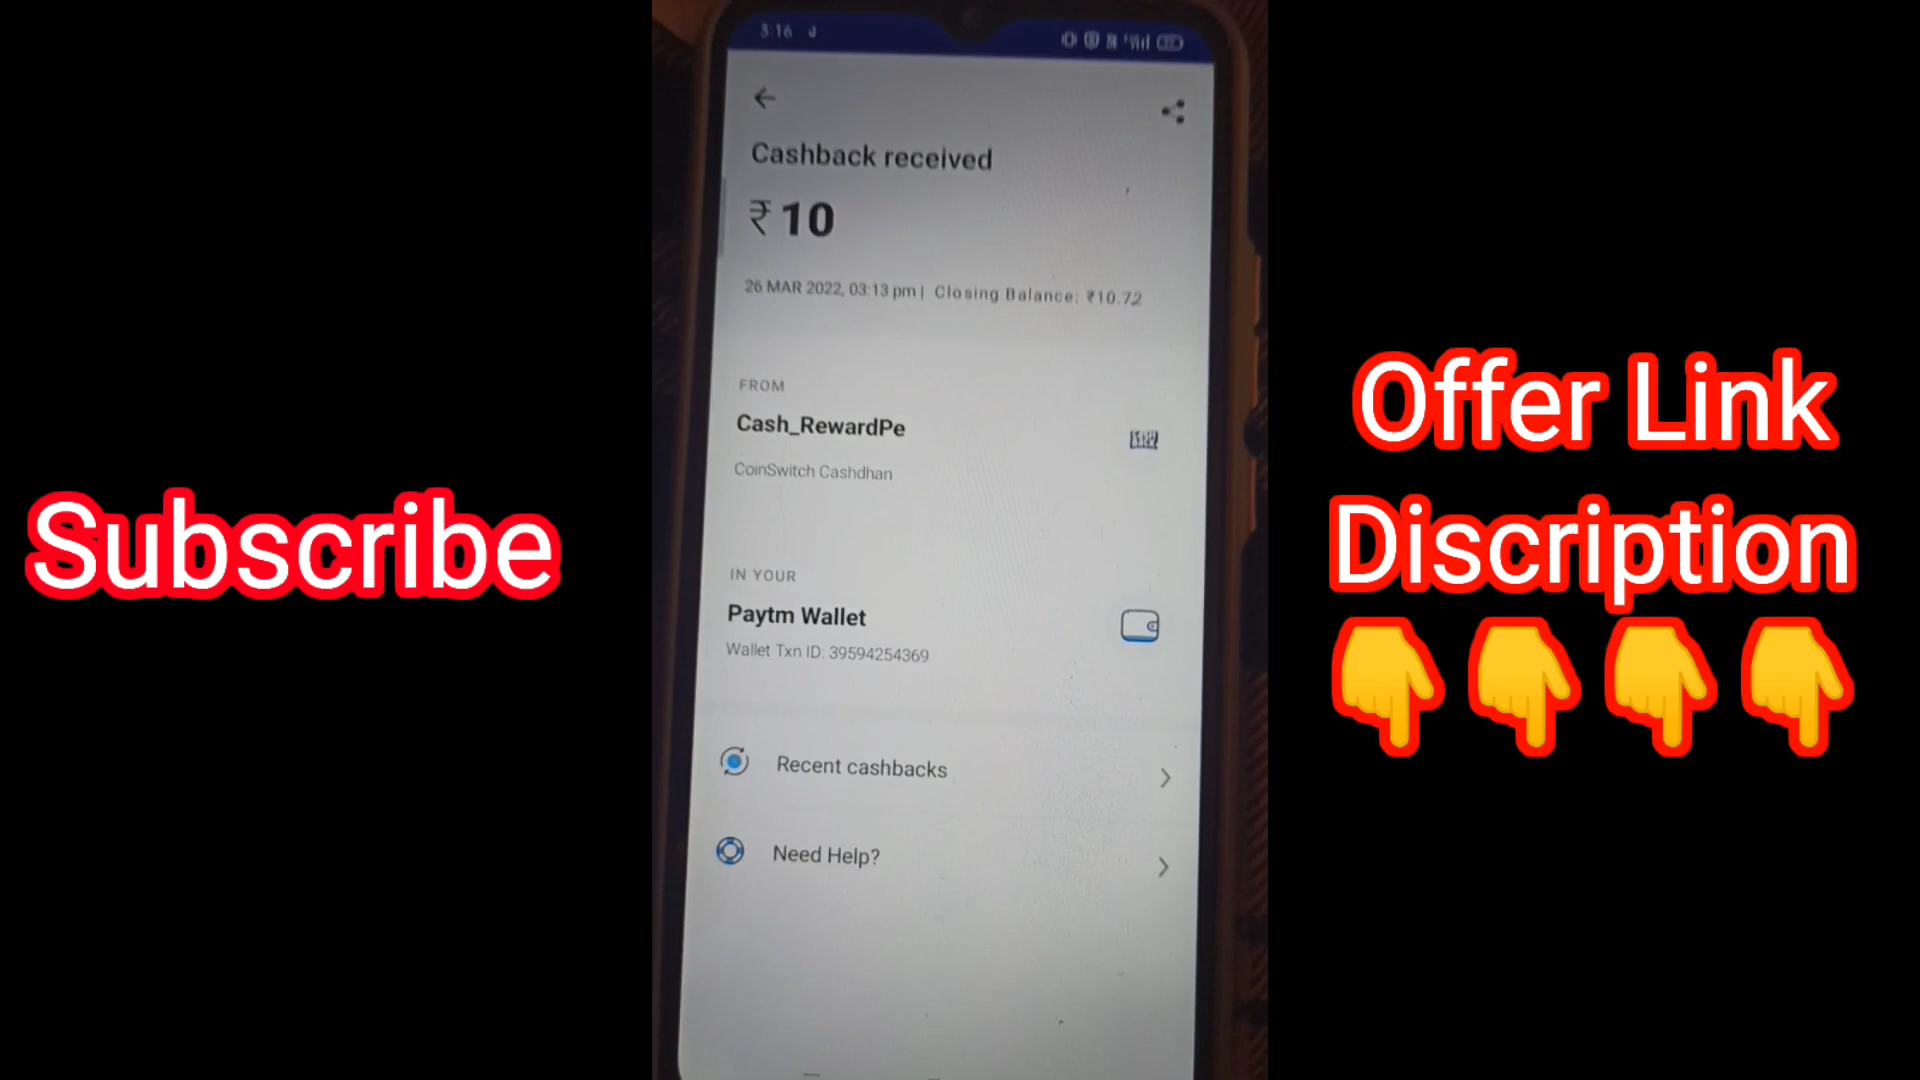 3:16
Cashback received
₹10
26 MAR 2022, 03:13 pm | Closing Balance: ₹10.72
FROM
Cash_RewardPe
CoinSwitch Cashdhan
IN YOUR
Paytm Wallet
Wallet Txn ID: 39594254369
Recent cashbacks
Need Help?
Subscribe
Offer Link
Discription
👇👇👇👇